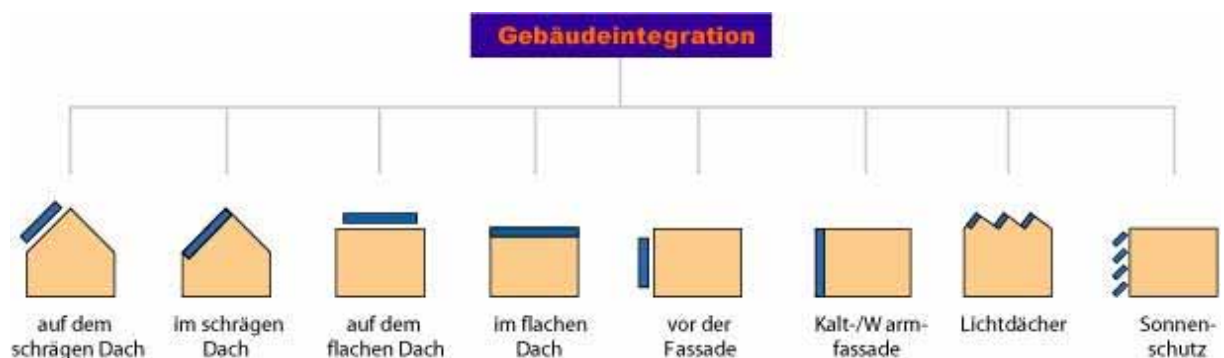 Gebäudeintegration
auf dem
schrägen Dach
im schrägen
Dach
auf dem
flachen Dach
im flachen
Dach
vor der
Fassade
Kalt-/Warm-
fassade
Lichtdächer
Sonnen-
schutz